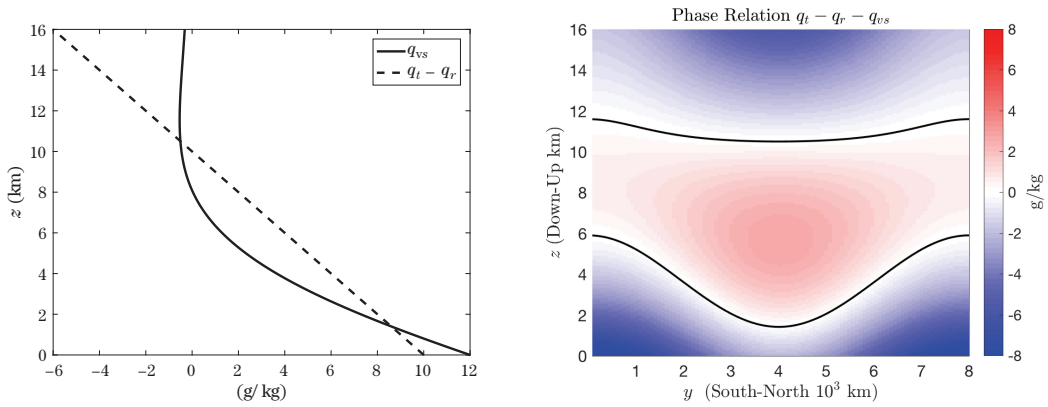 16
14
12
10
8
6
4
2
0
z (km)
−6 −4 −2 0 2 4 6 8 10 12
(g/kg)
q_vs
q_t − q_r
Phase Relation q_t − q_r − q_vs
16
14
12
10
8
6
4
2
0
z (Down-Up km)
1 2 3 4 5 6 7 8
y (South-North 10³ km)
8
6
4
2
0
-2
-4
-6
-8
g/kg